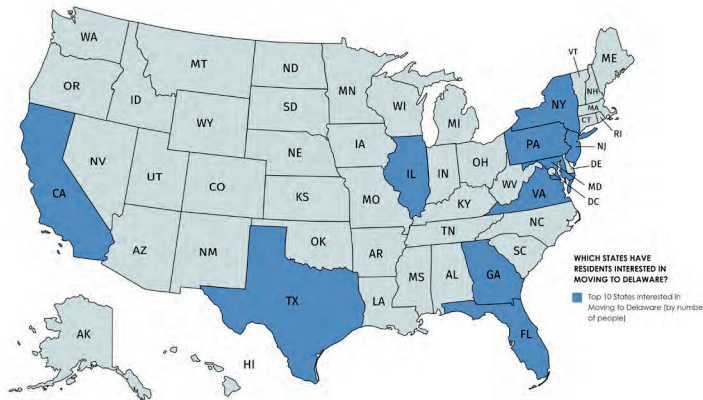 WA
MT
ND
MN
VT
ME
OR
ID
SD
WI
MI
NY
NH
MA
CT
RI
WY
IA
PA
NJ
NE
NV
UT
CO
IL
IN
OH
DE
MD
DC
CA
KS
MO
WV
VA
KY
NC
TN
AZ
NM
OK
AR
SC
MS
AL
GA
TX
LA
FL
AK
HI
WHICH STATES HAVE
RESIDENTS INTERESTED IN
MOVING TO DELAWARE?
Top 10 States Interested in
Moving to Delaware (by number
of people)